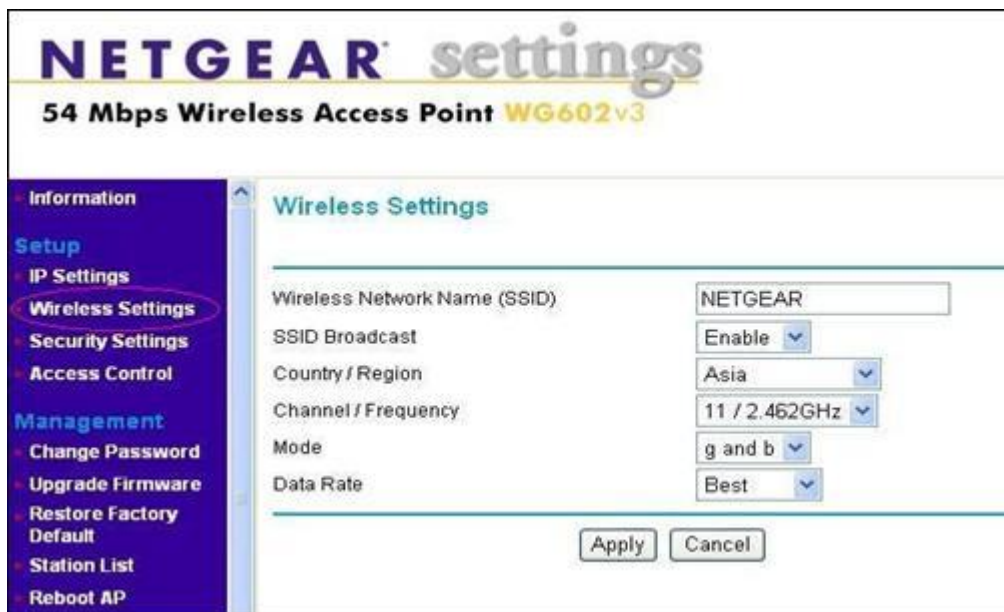 NETGEAR settings
54 Mbps Wireless Access Point WG602v3
Information
Setup
IP Settings
Wireless Settings
Security Settings
Access Control
Management
Change Password
Upgrade Firmware
Restore Factory
Default
Station List
Reboot AP
Wireless Settings
Wireless Network Name (SSID) NETGEAR
SSID Broadcast Enable
Country / Region Asia
Channel / Frequency 11 / 2.462GHz
Mode g and b
Data Rate Best
Apply Cancel